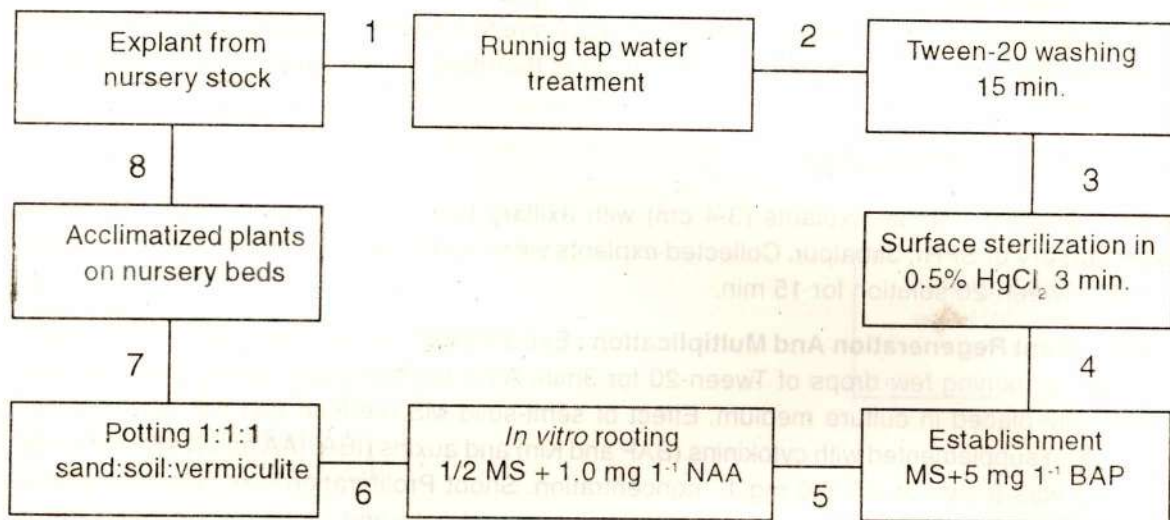 Explant from
nursery stock
1
Runnig tap water
treatment
2
Tween-20 washing
15 min.
3
Surface sterilization in
0.5% HgCl₂ 3 min.
4
Establishment
MS+5 mg 1⁻¹ BAP
5
In vitro rooting
1/2 MS + 1.0 mg 1⁻¹ NAA
6
Potting 1:1:1
sand:soil:vermiculite
7
Acclimatized plants
on nursery beds
8